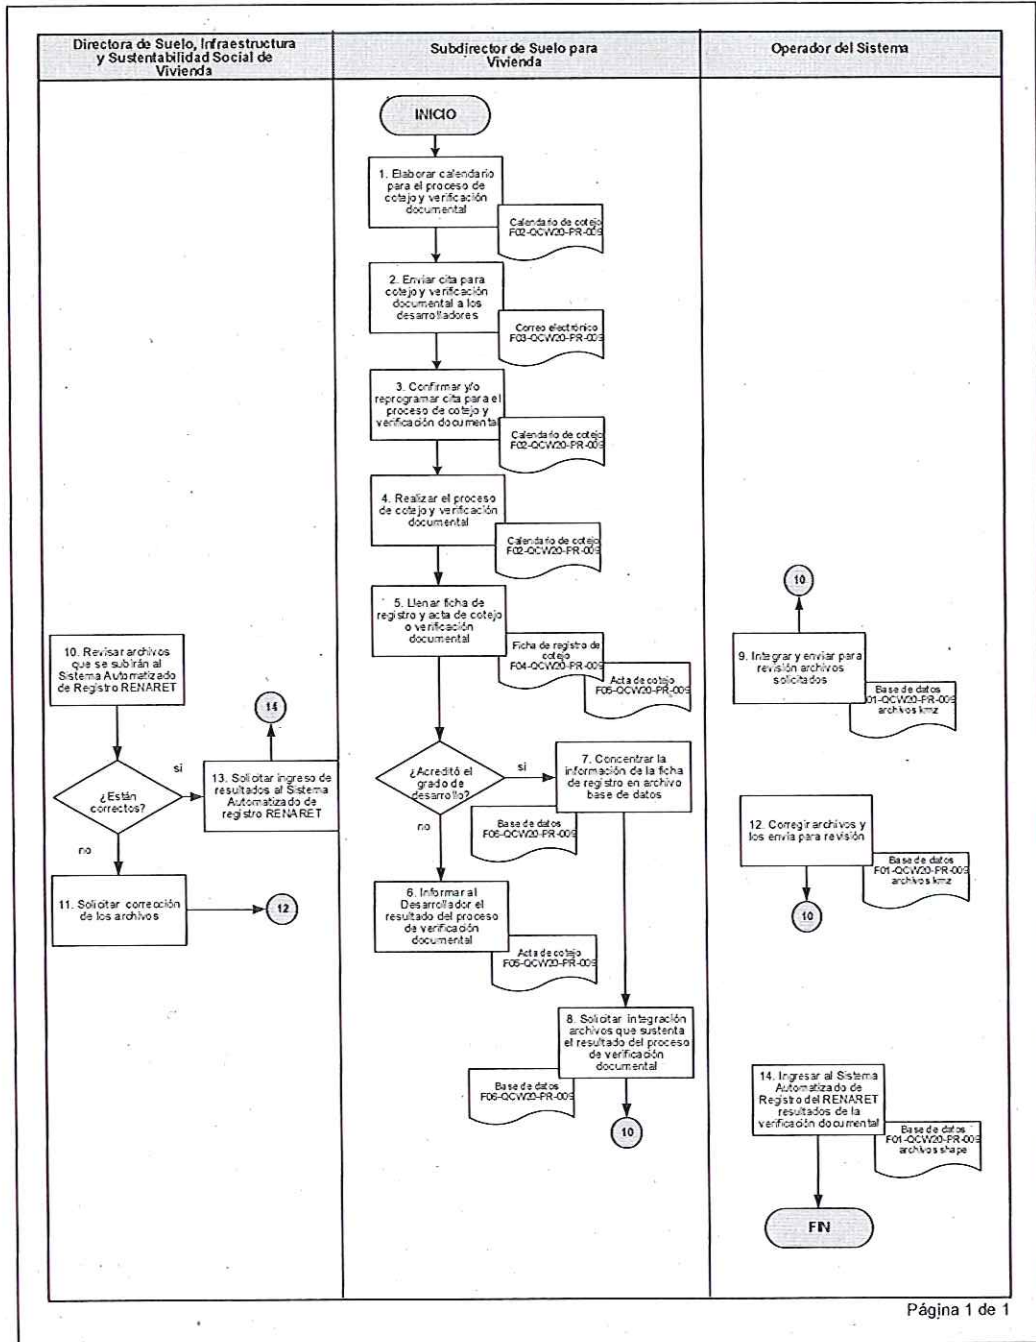 Directora de Suelo, Infraestructura
y Sustentabilidad Social de
Vivienda
Subdirector de Suelo para
Vivienda
Operador del Sistema
INICIO
1. Elaborar calendario
para el proceso de
cotejo y verificación
documental
Calendario de cotejo
F02-QCW20-PR-009
2. Enviar cita para
cotejo y verificación
documental a los
desarrolladores
Correo electrónico
F03-QCW20-PR-009
3. Confirmar y/o
reprogramar cita para el
proceso de cotejo y
verificación documental
Calendario de cotejo
F02-QCW20-PR-009
4. Realizar el proceso
de cotejo y verificación
documental
Calendario de cotejo
F02-QCW20-PR-009
5. Llenar ficha de
registro y acta de cotejo
o verificación
documental
Ficha de registro de
cotejo
F04-QCW20-PR-009
Acta de cotejo
F05-QCW20-PR-009
¿Acreditó el
grado de
desarrollo?
si
no
7. Concentrar la
información de la ficha
de registro en archivo
base de datos
Base de datos
F06-QCW20-PR-009
6. Informar al
Desarrollador el
resultado del proceso
de verificación
documental
Acta de cotejo
F05-QCW20-PR-009
8. Solicitar integración
archivos que sustenta
el resultado del proceso
de verificación
documental
Base de datos
F06-QCW20-PR-009
10
10
9. Integrar y enviar para
revisión archivos
solicitados
Base de datos
F01-QCW20-PR-009
archivos kmz
10. Revisar archivos
que se subirán al
Sistema Automatizado
de Registro RENARET
¿Están
correctos?
si
no
14
13. Solicitar ingreso de
resultados al Sistema
Automatizado de
registro RENARET
11. Solicitar corrección
de los archivos
12
12. Corregir archivos y
los envia para revisión
Base de datos
F01-QCW20-PR-009
archivos kmz
10
14. Ingresar al Sistema
Automatizado de
Registro del RENARET
resultados de la
verificación documental
Base de datos
F01-QCW20-PR-009
archivos shape
FIN
Página 1 de 1